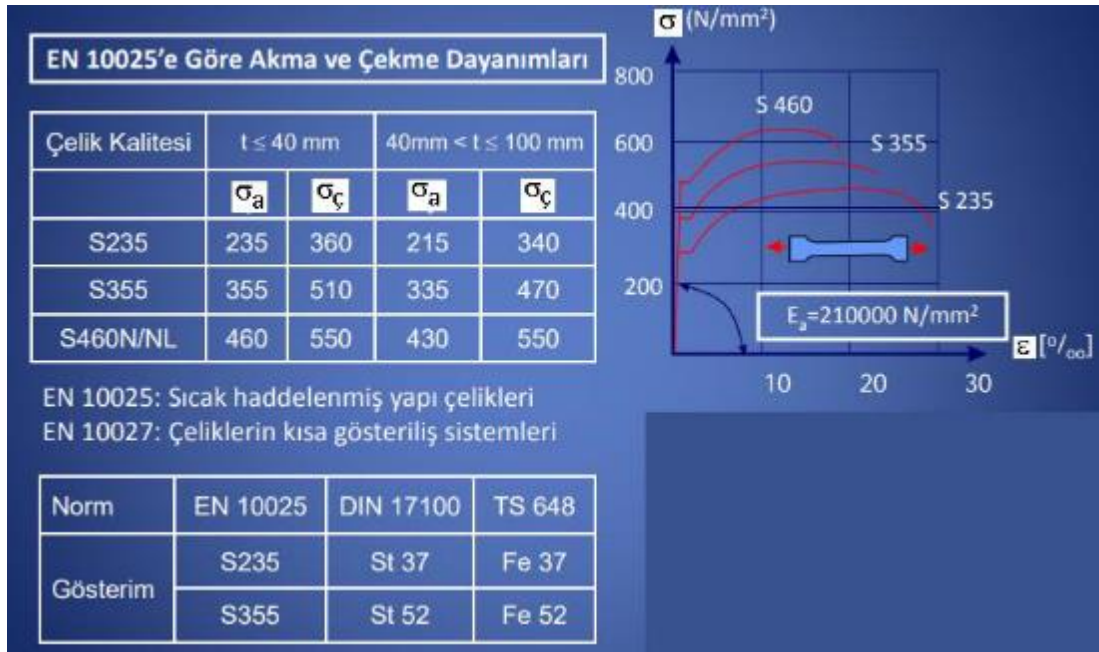 EN 10025'e Göre Akma ve Çekme Dayanımları
Çelik Kalitesi t ≤ 40 mm 40mm < t ≤ 100 mm
σa σç σa σç
S235 235 360 215 340
S355 355 510 335 470
S460N/NL 460 550 430 550
EN 10025: Sıcak haddelenmiş yapı çelikleri
EN 10027: Çeliklerin kısa gösteriliş sistemleri
Norm EN 10025 DIN 17100 TS 648
Gösterim
S235 St 37 Fe 37
S355 St 52 Fe 52
σ (N/mm²)
800
600
400
200
S 460
S 355
S 235
Ea=210000 N/mm²
ε [º/ₒₒ]
10 20 30